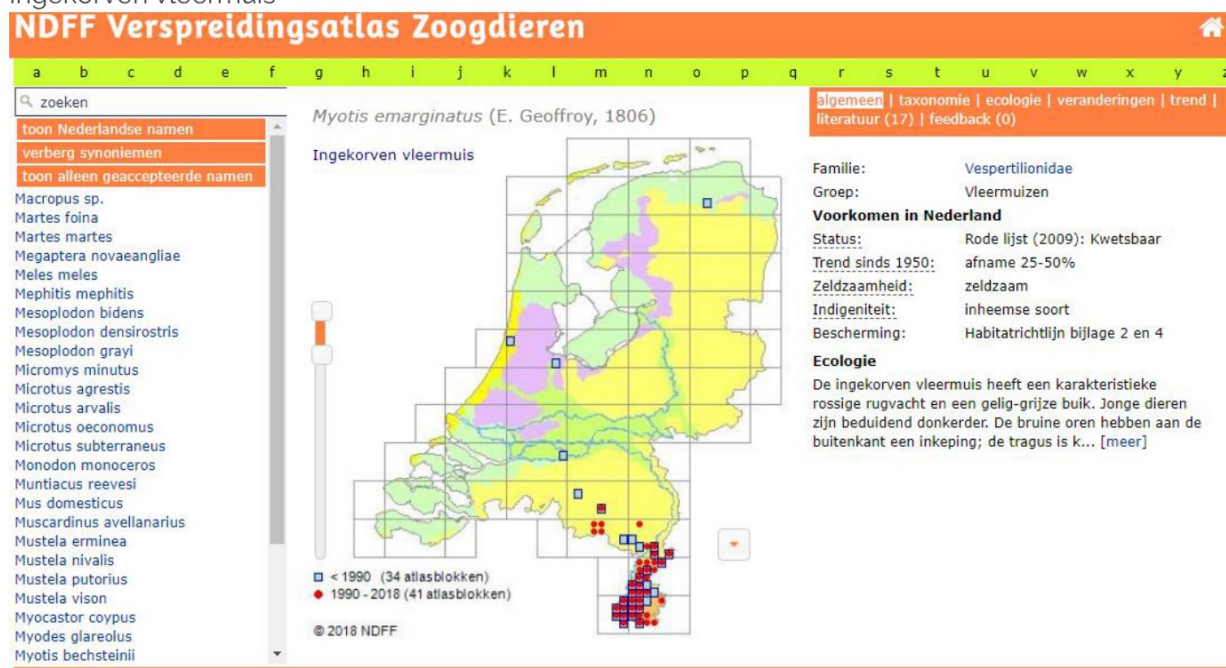 Ingekorven vleermuis
NDFF Verspreidingsatlas Zoogdieren
a b c d e f g h i j k l m n o p q r s t u v w x y z
zoeken
toon Nederlandse namen
verberg synoniemen
toon alleen geaccepteerde namen
Macropus sp.
Martes foina
Martes martes
Megaptera novaeangliae
Meles meles
Mephitis mephitis
Mesoplodon bidens
Mesoplodon densirostris
Mesoplodon grayi
Micromys minutus
Microtus agrestis
Microtus arvalis
Microtus oeconomus
Microtus subterraneus
Monodon monoceros
Muntiacus reevesi
Mus domesticus
Muscardinus avellanarius
Mustela erminea
Mustela nivalis
Mustela putorius
Mustela vison
Myocastor coypus
Myodes glareolus
Myotis bechsteinii
Myotis emarginatus (E. Geoffroy, 1806)
Ingekorven vleermuis
< 1990 (34 atlasblokken)
1990 - 2018 (41 atlasblokken)
© 2018 NDFF
algemeen | taxonomie | ecologie | veranderingen | trend |
literatuur (17) | feedback (0)
Familie: Vespertilionidae
Groep: Vleermuizen
Voorkomen in Nederland
Status: Rode lijst (2009): Kwetsbaar
Trend sinds 1950: afname 25-50%
Zeldzaamheid: zeldzaam
Indigeniteit: inheemse soort
Bescherming: Habitatrichtlijn bijlage 2 en 4
Ecologie
De ingekorven vleermuis heeft een karakteristieke
rossige rugvacht en een gelig-grijze buik. Jonge dieren
zijn beduidend donkerder. De bruine oren hebben aan de
buitenkant een inkeping; de tragus is k... [meer]